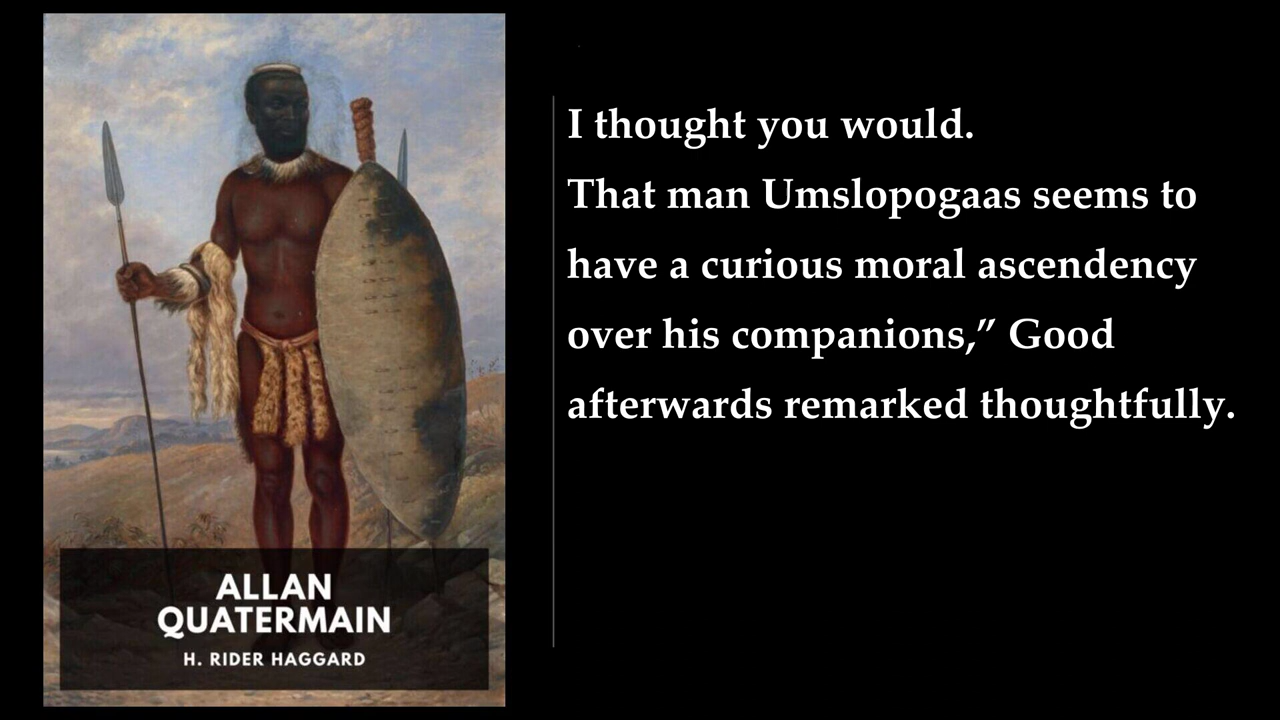 ALLAN
QUATERMAIN
H. RIDER HAGGARD
I thought you would.
That man Umslopogaas seems to
have a curious moral ascendency
over his companions,” Good
afterwards remarked thoughtfully.